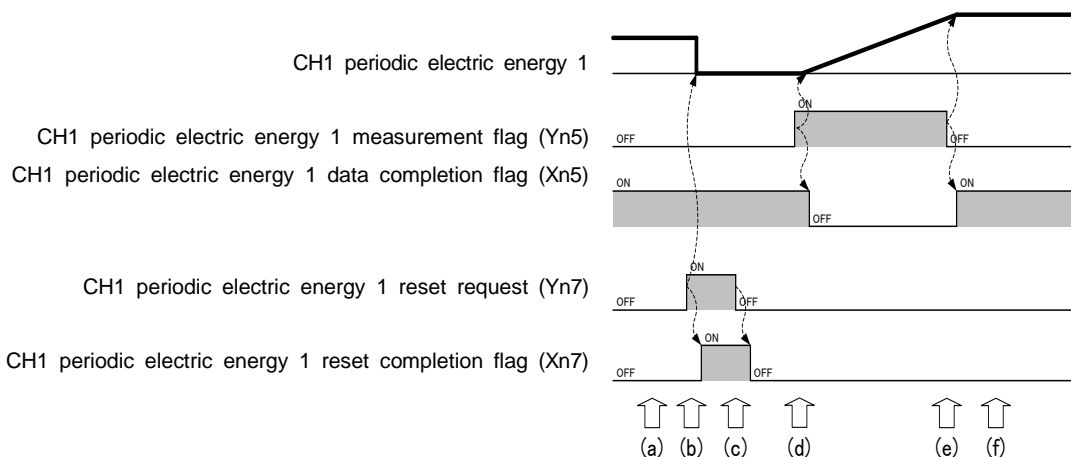 CH1 periodic electric energy 1
ON
CH1 periodic electric energy 1 measurement flag (Yn5)
OFF
OFF
CH1 periodic electric energy 1 data completion flag (Xn5)
ON
ON
OFF
ON
CH1 periodic electric energy 1 reset request (Yn7)
OFF
OFF
ON
CH1 periodic electric energy 1 reset completion flag (Xn7)
OFF
OFF
(a) (b) (c) (d) (e) (f)